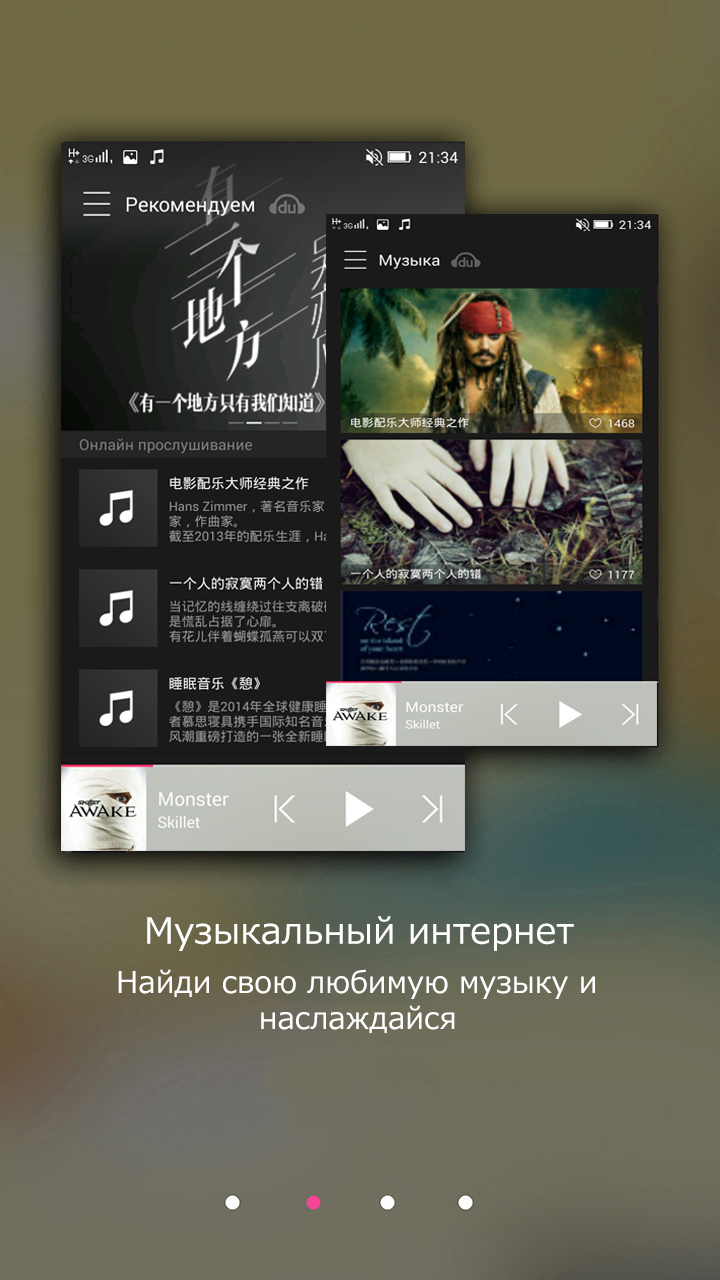 H+ 3G 21:34
Рекомендуем du
有一个地方
《有一个地方只有我们知道》
Онлайн прослушивание
电影配乐大师经典之作
Hans Zimmer，著名音乐家
家，作曲家。
截至2013年的配乐生涯，Ha
一个人的寂寞两个人的错
当记忆的线缠绕过往支离破
是慌乱占据了心扉。
有花儿伴着蝴蝶孤燕可以双
睡眠音乐《憩》
《憩》是2014年全球健康睡
者慕思寝具携手国际知名音
风潮重磅打造的一张全新睡
skillet
AWAKE
Monster
Skillet
H+ 3G 21:34
Музыка du
电影配乐大师经典之作 1468
一个人的寂寞两个人的错 1177
Rest
on the island
of your heart
skillet
AWAKE
Monster
Skillet
Музыкальный интернет
Найди свою любимую музыку и
наслаждайся